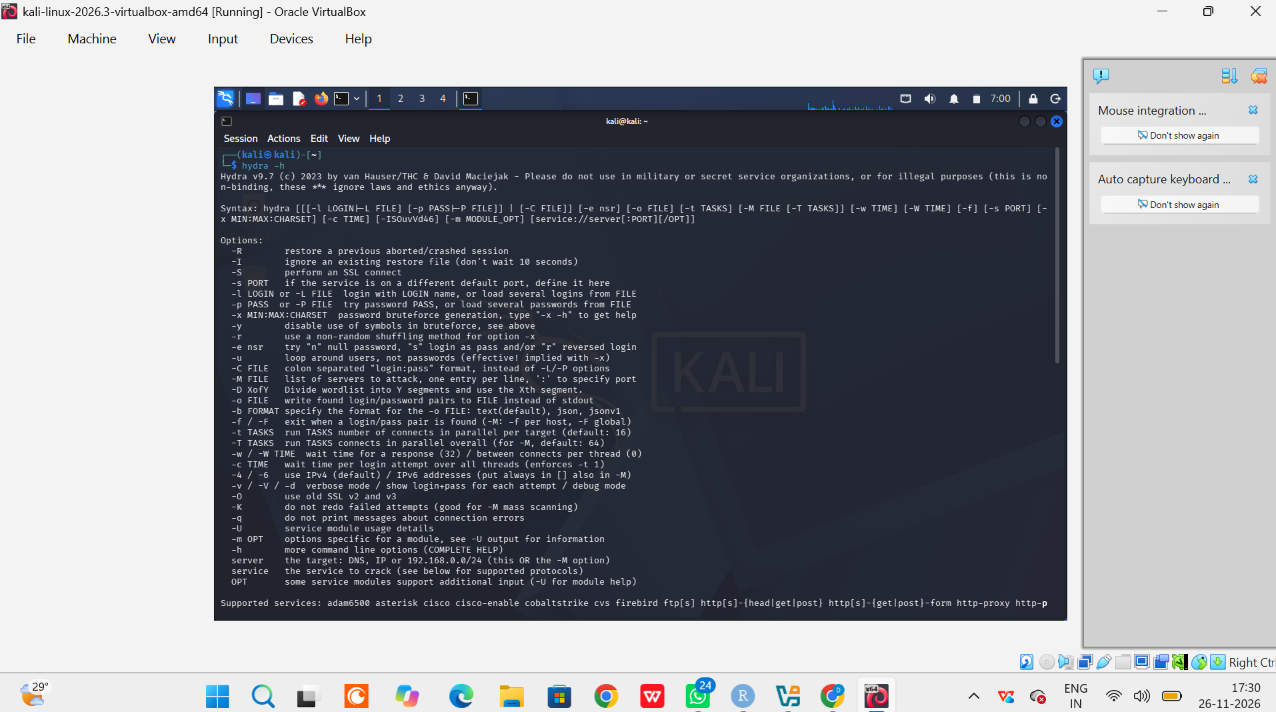 kali-linux-2026.3-virtualbox-amd64 [Running] - Oracle VirtualBox
File Machine View Input Devices Help
1 2 3 4 7:00
kali@kali: ~
Session Actions Edit View Help
┌──(kali㉿kali)-[~]
└─$ hydra -h
Hydra v9.7 (c) 2023 by van Hauser/THC & David Maciejak - Please do not use in military or secret service organizations, or for illegal purposes (this is no
n-binding, these *** ignore laws and ethics anyway).
Syntax: hydra [[[-l LOGIN|-L FILE] [-p PASS|-P FILE]] | [-C FILE]] [-e nsr] [-o FILE] [-t TASKS] [-M FILE [-T TASKS]] [-w TIME] [-W TIME] [-f] [-s PORT] [-
x MIN:MAX:CHARSET] [-c TIME] [-ISOuvVd46] [-m MODULE_OPT] [service://server[:PORT][/OPT]]
Options:
-R restore a previous aborted/crashed session
-I ignore an existing restore file (don't wait 10 seconds)
-S perform an SSL connect
-s PORT if the service is on a different default port, define it here
-l LOGIN or -L FILE login with LOGIN name, or load several logins from FILE
-p PASS or -P FILE try password PASS, or load several passwords from FILE
-x MIN:MAX:CHARSET password bruteforce generation, type "-x -h" to get help
-y disable use of symbols in bruteforce, see above
-r use a non-random shuffling method for option -x
-e nsr try "n" null password, "s" login as pass and/or "r" reversed login
-u loop around users, not passwords (effective! implied with -x)
-C FILE colon separated "login:pass" format, instead of -L/-P options
-M FILE list of servers to attack, one entry per line, ':' to specify port
-D XofY Divide wordlist into Y segments and use the Xth segment.
-o FILE write found login/password pairs to FILE instead of stdout
-b FORMAT specify the format for the -o FILE: text(default), json, jsonv1
-f / -F exit when a login/pass pair is found (-M: -f per host, -F global)
-t TASKS run TASKS number of connects in parallel per target (default: 16)
-T TASKS run TASKS connects in parallel overall (for -M, default: 64)
-w / -W TIME wait time for a response (32) / between connects per thread (0)
-c TIME wait time per login attempt over all threads (enforces -t 1)
-4 / -6 use IPv4 (default) / IPv6 addresses (put always in [] also in -M)
-v / -V / -d verbose mode / show login+pass for each attempt / debug mode
-O use old SSL v2 and v3
-K do not redo failed attempts (good for -M mass scanning)
-q do not print messages about connection errors
-U service module usage details
-m OPT options specific for a module, see -U output for information
-h more command line options (COMPLETE HELP)
server the target: DNS, IP or 192.168.0.0/24 (this OR the -M option)
service the service to crack (see below for supported protocols)
OPT some service modules support additional input (-U for module help)
Supported services: adam6500 asterisk cisco cisco-enable cobaltstrike cvs firebird ftp[s] http[s]-{head|get|post} http[s]-{get|post}-form http-proxy http-p
KALI
Mouse integration ...
Don't show again
Auto capture keyboard ...
Don't show again
Right Ctrl
29°
24
ENG
IN
17:30
26-11-2026